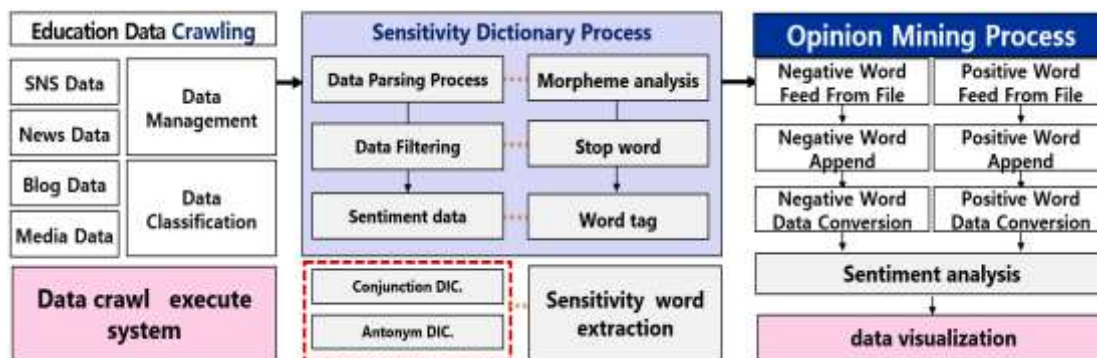 Education Data Crawling
SNS Data
News Data
Blog Data
Media Data
Data
Management
Data
Classification
Data crawl execute
system
Sensitivity Dictionary Process
Data Parsing Process
Morpheme analysis
Data Filtering
Stop word
Sentiment data
Word tag
Conjunction DIC.
Antonym DIC.
Sensitivity word
extraction
Opinion Mining Process
Negative Word
Feed From File
Positive Word
Feed From File
Negative Word
Append
Positive Word
Append
Negative Word
Data Conversion
Positive Word
Data Conversion
Sentiment analysis
data visualization